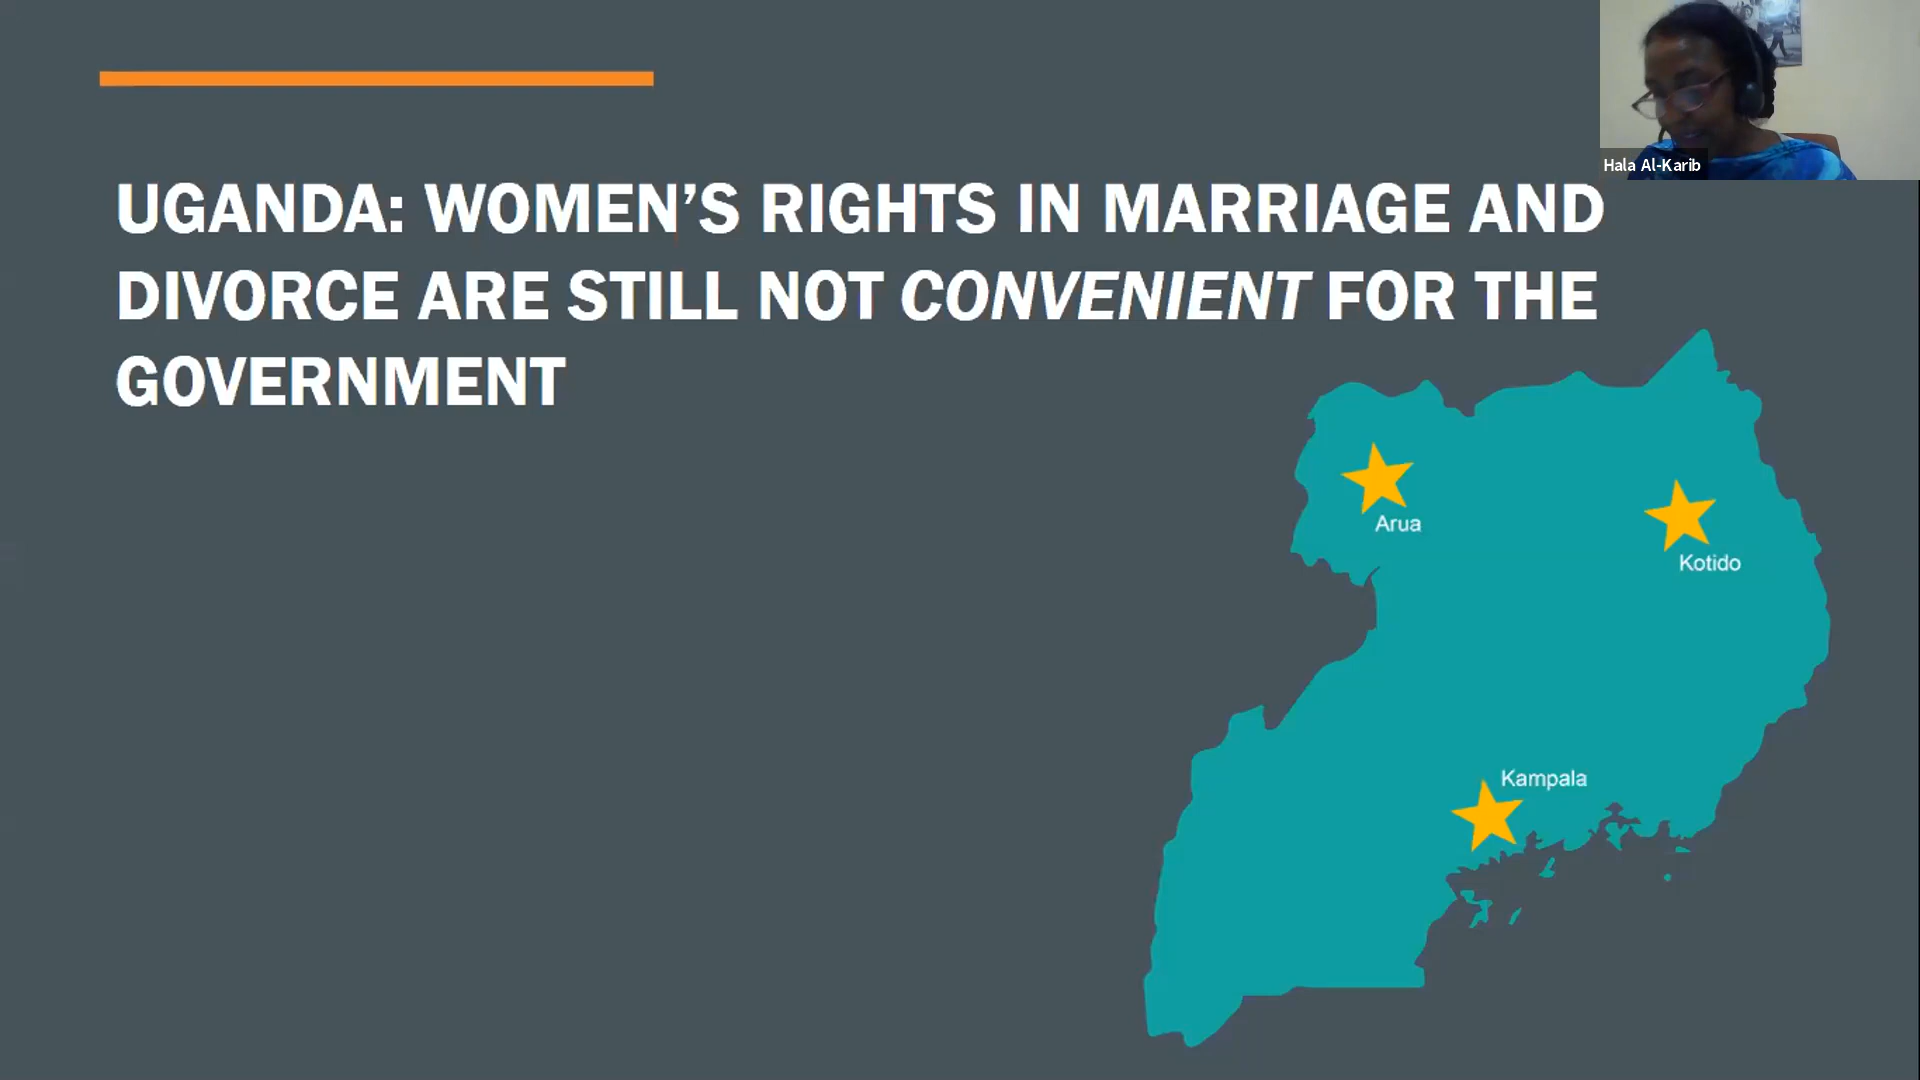 Hala Al-Karib
UGANDA: WOMEN’S RIGHTS IN MARRIAGE AND
DIVORCE ARE STILL NOT CONVENIENT FOR THE
GOVERNMENT
Arua
Kotido
Kampala